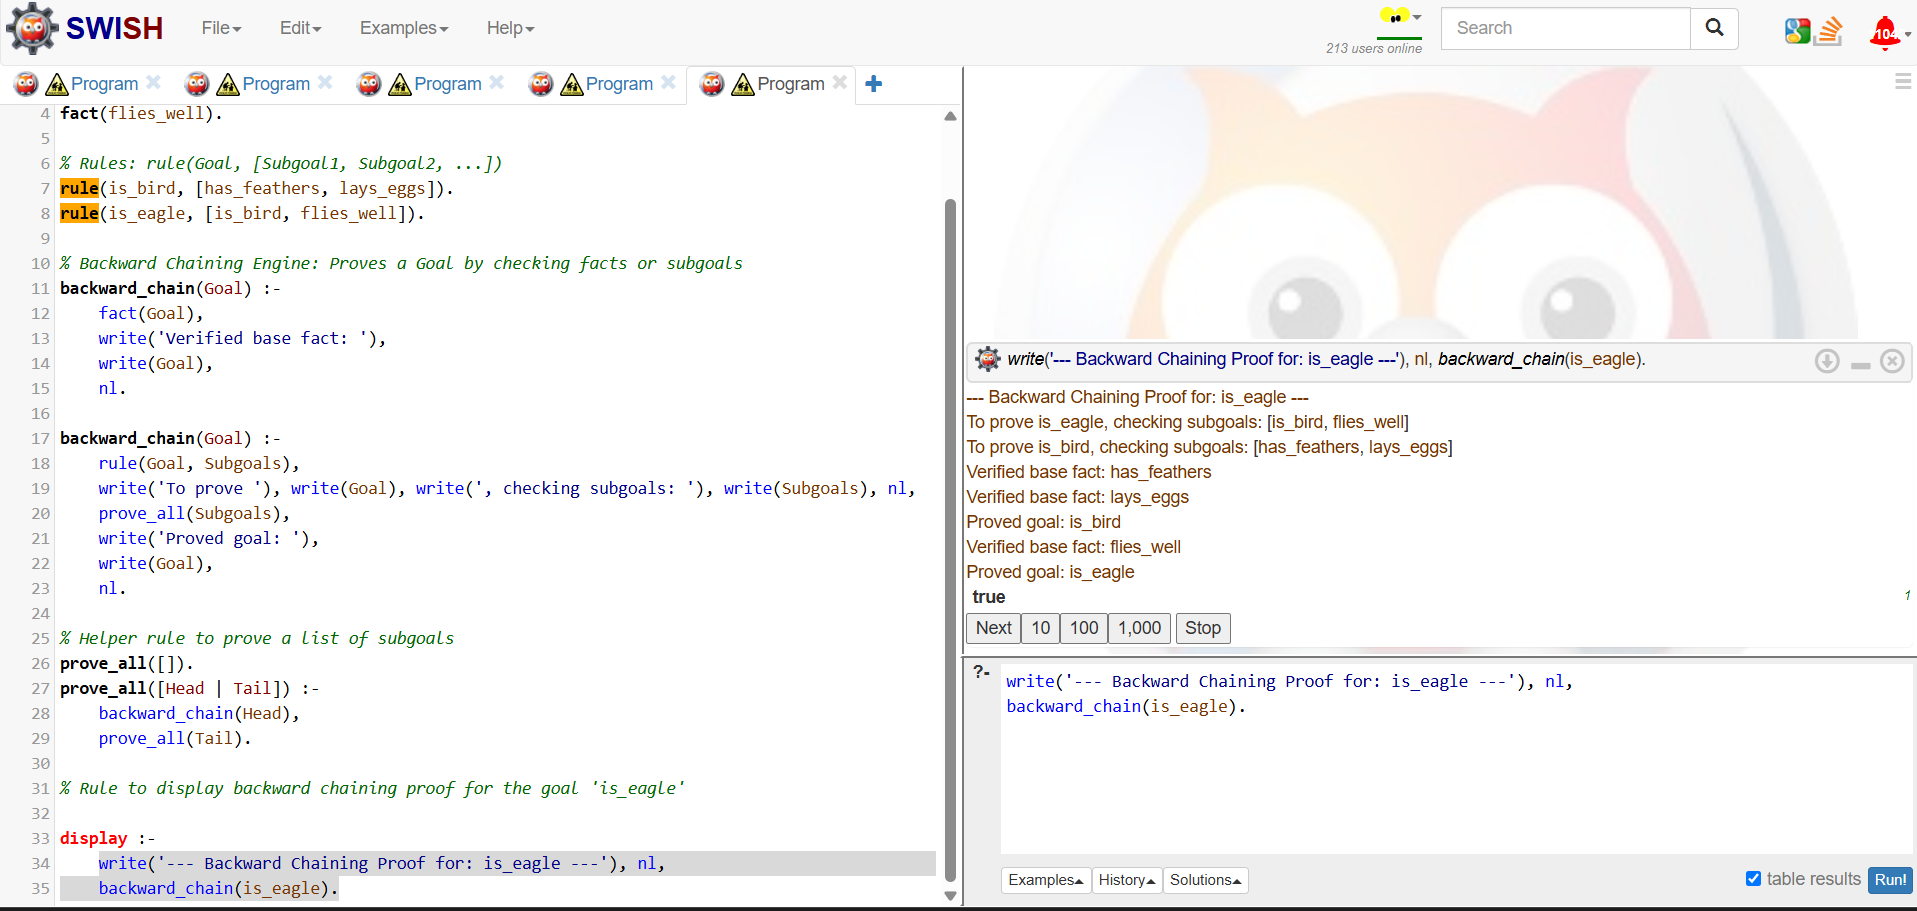 SWISH File Edit Examples Help
213 users online
Search
104
Program Program Program Program Program
4 fact(flies_well).
5
6 % Rules: rule(Goal, [Subgoal1, Subgoal2, ...])
7 rule(is_bird, [has_feathers, lays_eggs]).
8 rule(is_eagle, [is_bird, flies_well]).
9
10 % Backward Chaining Engine: Proves a Goal by checking facts or subgoals
11 backward_chain(Goal) :-
12     fact(Goal),
13     write('Verified base fact: '),
14     write(Goal),
15     nl.
16
17 backward_chain(Goal) :-
18     rule(Goal, Subgoals),
19     write('To prove '), write(Goal), write(', checking subgoals: '), write(Subgoals), nl,
20     prove_all(Subgoals),
21     write('Proved goal: '),
22     write(Goal),
23     nl.
24
25 % Helper rule to prove a list of subgoals
26 prove_all([]).
27 prove_all([Head | Tail]) :-
28     backward_chain(Head),
29     prove_all(Tail).
30
31 % Rule to display backward chaining proof for the goal 'is_eagle'
32
33 display :-
34     write('--- Backward Chaining Proof for: is_eagle ---'), nl,
35     backward_chain(is_eagle).
write('--- Backward Chaining Proof for: is_eagle ---'), nl, backward_chain(is_eagle).
--- Backward Chaining Proof for: is_eagle ---
To prove is_eagle, checking subgoals: [is_bird, flies_well]
To prove is_bird, checking subgoals: [has_feathers, lays_eggs]
Verified base fact: has_feathers
Verified base fact: lays_eggs
Proved goal: is_bird
Verified base fact: flies_well
Proved goal: is_eagle
true 1
Next 10 100 1,000 Stop
?- write('--- Backward Chaining Proof for: is_eagle ---'), nl,
backward_chain(is_eagle).
Examples History Solutions table results Run!